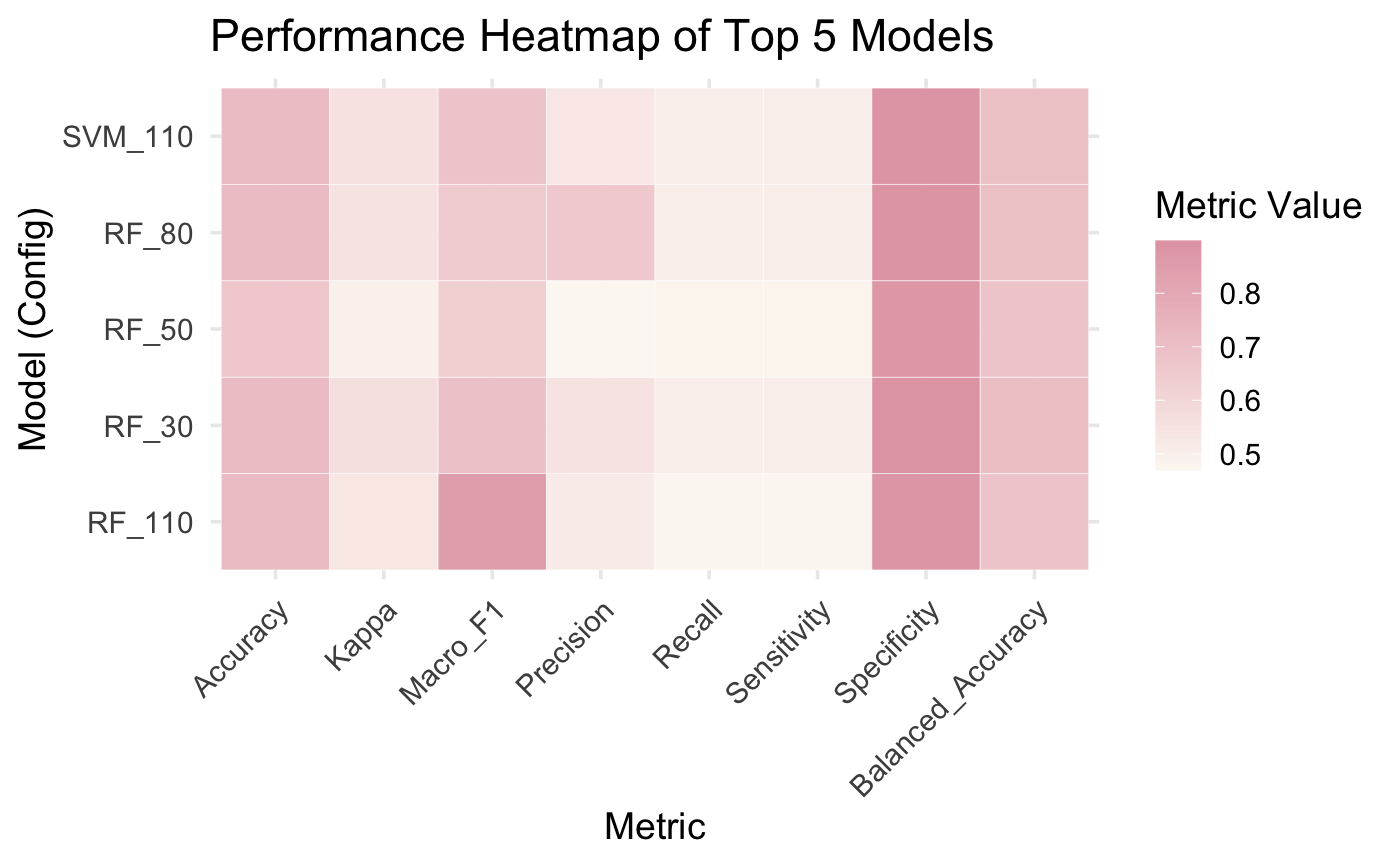 Performance Heatmap of Top 5 Models
Model (Config)
SVM_110
RF_80
RF_50
RF_30
RF_110
Accuracy
Kappa
Macro_F1
Precision
Recall
Sensitivity
Specificity
Balanced_Accuracy
Metric
Metric Value
0.8
0.7
0.6
0.5